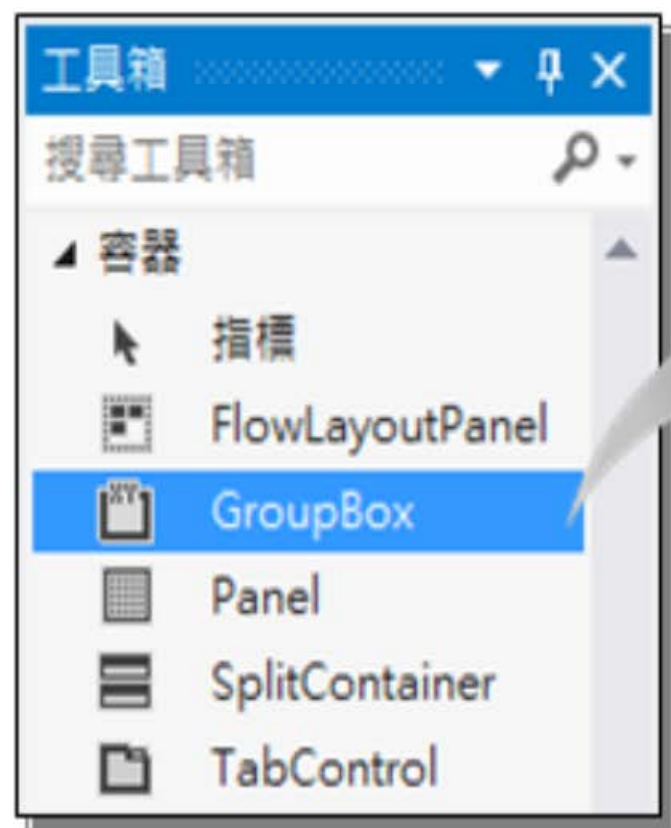 工具箱
搜尋工具箱
容器
指標
FlowLayoutPanel
GroupBox
Panel
SplitContainer
TabControl